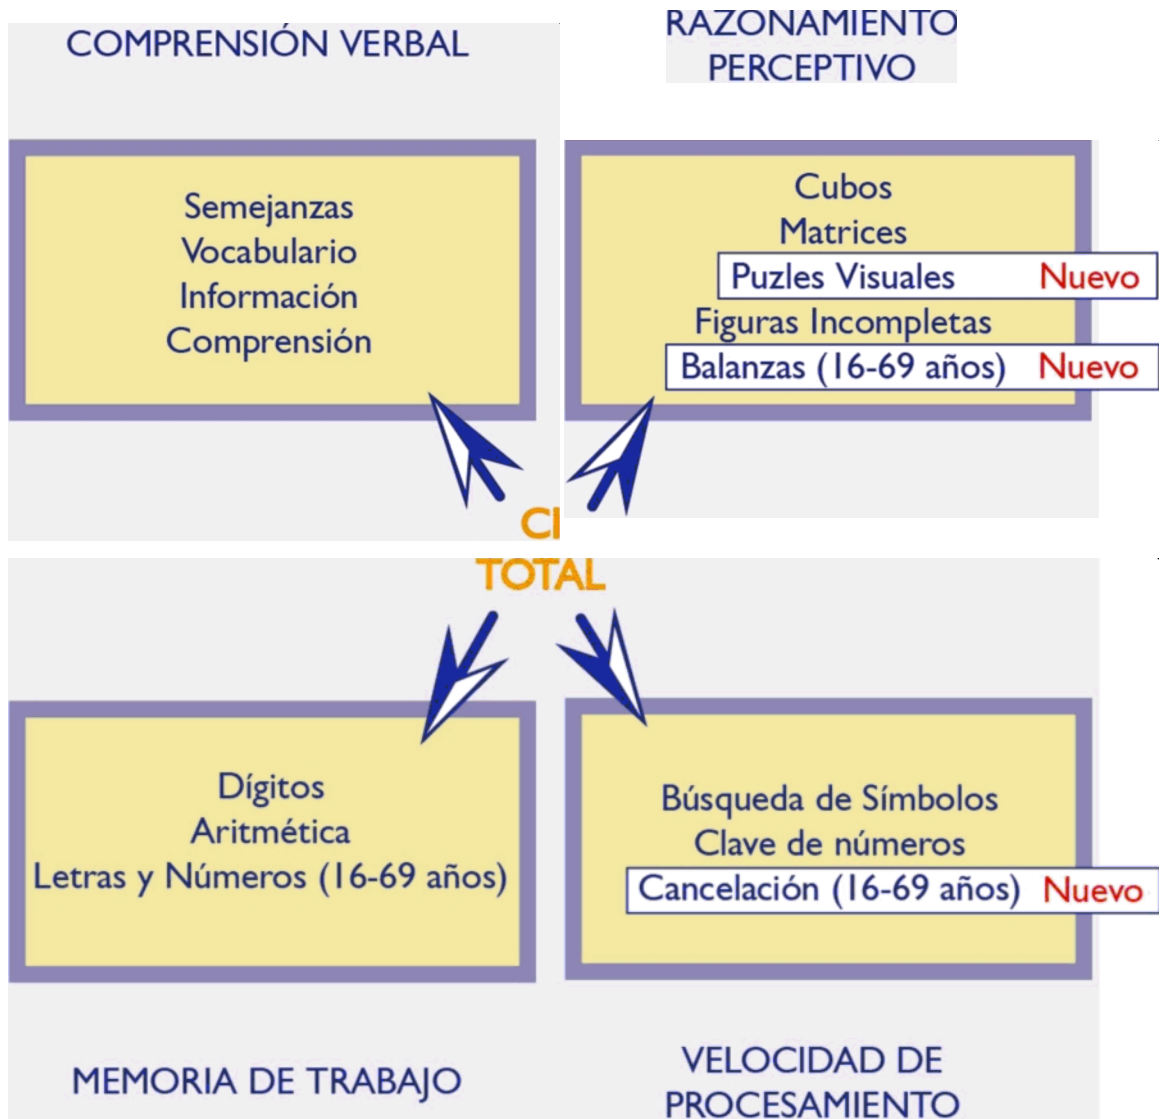 COMPRENSIÓN VERBAL
RAZONAMIENTO
PERCEPTIVO
Semejanzas
Vocabulario
Información
Comprensión
Cubos
Matrices
Puzles Visuales Nuevo
Figuras Incompletas
Balanzas (16-69 años) Nuevo
CI
TOTAL
Dígitos
Aritmética
Letras y Números (16-69 años)
Búsqueda de Símbolos
Clave de números
Cancelación (16-69 años) Nuevo
MEMORIA DE TRABAJO
VELOCIDAD DE
PROCESAMIENTO